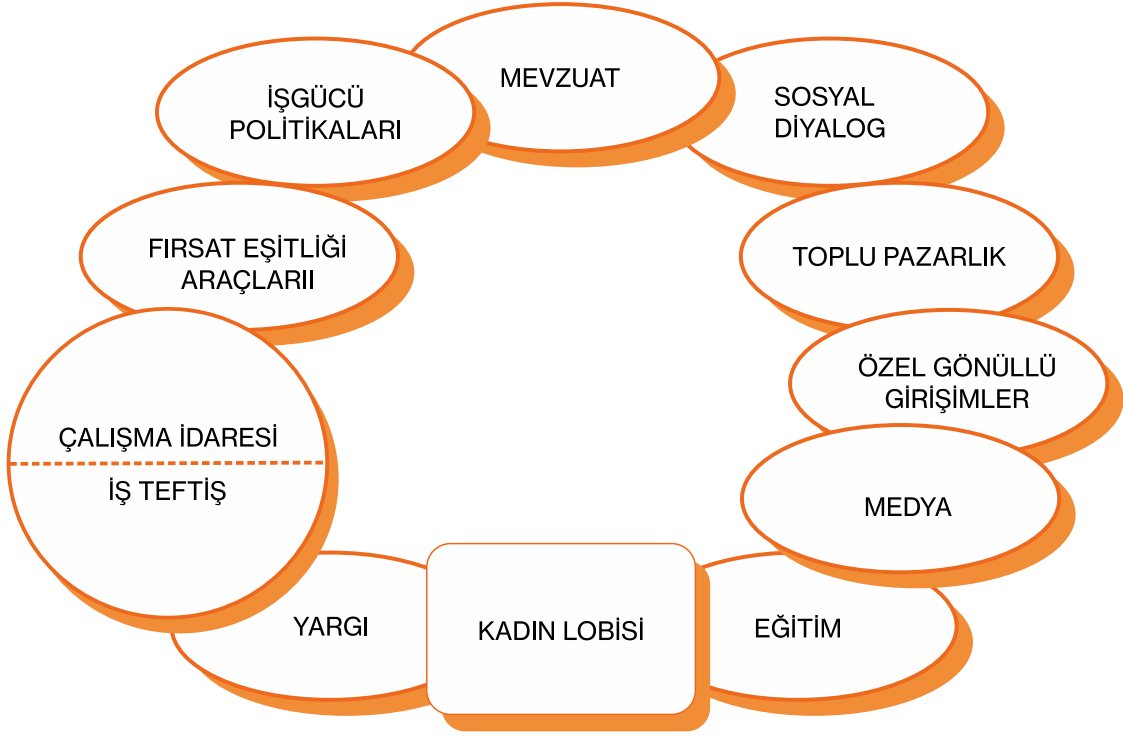 MEVZUAT
İŞGÜCÜ
POLİTİKALARI
SOSYAL
DİYALOG
FIRSAT EŞİTLİĞİ
ARAÇLARII
TOPLU PAZARLIK
ÖZEL GÖNÜLLÜ
GİRİŞİMLER
ÇALIŞMA İDARESİ
İŞ TEFTİŞ
MEDYA
YARGI
KADIN LOBİSİ
EĞİTİM